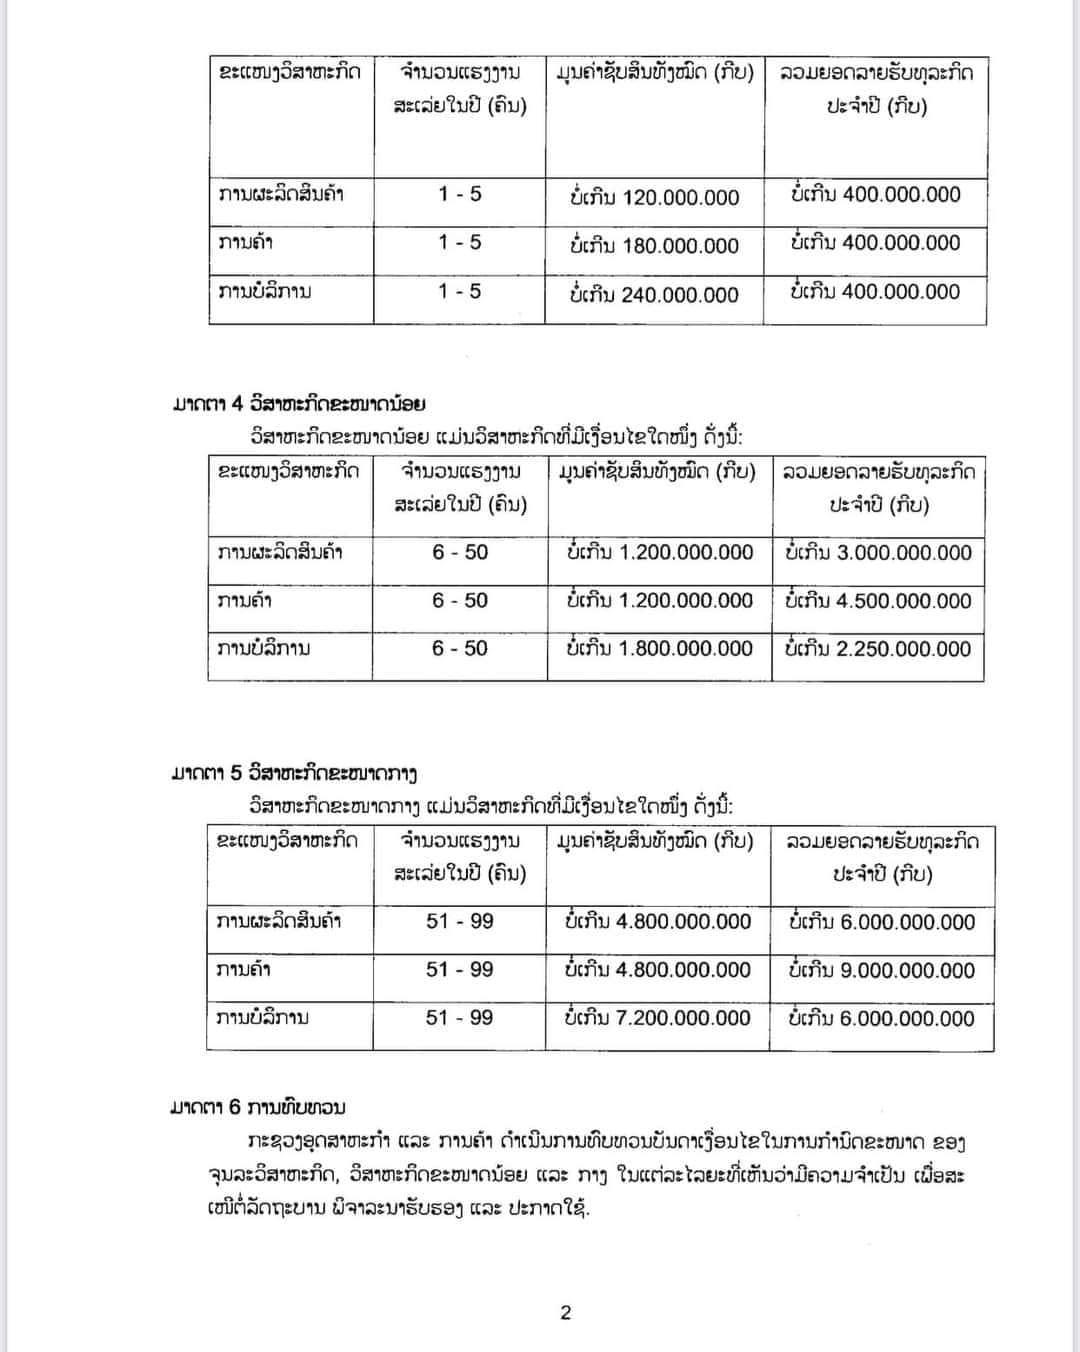 ຂະແໜງວິສາຫະກິດ ຈຳນວນແຮງງານ ມູນຄ່າຊັບສິນທັງໝົດ (ກີບ) ລວມຍອດລາຍຮັບທຸລະກິດ
ສະເລ່ຍໃນປີ (ຄົນ) ປະຈຳປີ (ກີບ)
ການຜະລິດສິນຄ້າ 1 - 5 ບໍ່ເກີນ 120.000.000 ບໍ່ເກີນ 400.000.000
ການຄ້າ 1 - 5 ບໍ່ເກີນ 180.000.000 ບໍ່ເກີນ 400.000.000
ການບໍລິການ 1 - 5 ບໍ່ເກີນ 240.000.000 ບໍ່ເກີນ 400.000.000
ມາດຕາ 4 ວິສາຫະກິດຂະໜາດນ້ອຍ
ວິສາຫະກິດຂະໜາດນ້ອຍ ແມ່ນວິສາຫະກິດທີ່ມີເງື່ອນໄຂໃດໜຶ່ງ ດັ່ງນີ້:
ຂະແໜງວິສາຫະກິດ ຈຳນວນແຮງງານ ມູນຄ່າຊັບສິນທັງໝົດ (ກີບ) ລວມຍອດລາຍຮັບທຸລະກິດ
ສະເລ່ຍໃນປີ (ຄົນ) ປະຈຳປີ (ກີບ)
ການຜະລິດສິນຄ້າ 6 - 50 ບໍ່ເກີນ 1.200.000.000 ບໍ່ເກີນ 3.000.000.000
ການຄ້າ 6 - 50 ບໍ່ເກີນ 1.200.000.000 ບໍ່ເກີນ 4.500.000.000
ການບໍລິການ 6 - 50 ບໍ່ເກີນ 1.800.000.000 ບໍ່ເກີນ 2.250.000.000
ມາດຕາ 5 ວິສາຫະກິດຂະໜາດກາງ
ວິສາຫະກິດຂະໜາດກາງ ແມ່ນວິສາຫະກິດທີ່ມີເງື່ອນໄຂໃດໜຶ່ງ ດັ່ງນີ້:
ຂະແໜງວິສາຫະກິດ ຈຳນວນແຮງງານ ມູນຄ່າຊັບສິນທັງໝົດ (ກີບ) ລວມຍອດລາຍຮັບທຸລະກິດ
ສະເລ່ຍໃນປີ (ຄົນ) ປະຈຳປີ (ກີບ)
ການຜະລິດສິນຄ້າ 51 - 99 ບໍ່ເກີນ 4.800.000.000 ບໍ່ເກີນ 6.000.000.000
ການຄ້າ 51 - 99 ບໍ່ເກີນ 4.800.000.000 ບໍ່ເກີນ 9.000.000.000
ການບໍລິການ 51 - 99 ບໍ່ເກີນ 7.200.000.000 ບໍ່ເກີນ 6.000.000.000
ມາດຕາ 6 ການທົບທວນ
ກະຊວງອຸດສາຫະກຳ ແລະ ການຄ້າ ດຳເນີນການທົບທວນບັນດາເງື່ອນໄຂໃນການກຳນົດຂະໜາດ ຂອງ
ຈຸນລະວິສາຫະກິດ, ວິສາຫະກິດຂະໜາດນ້ອຍ ແລະ ກາງ ໃນແຕ່ລະໄລຍະທີ່ເຫັນວ່າມີຄວາມຈຳເປັນ ເພື່ອສະ
ເໜີຕໍ່ລັດຖະບານ ພິຈາລະນາຮັບຮອງ ແລະ ປະກາດໃຊ້.
2